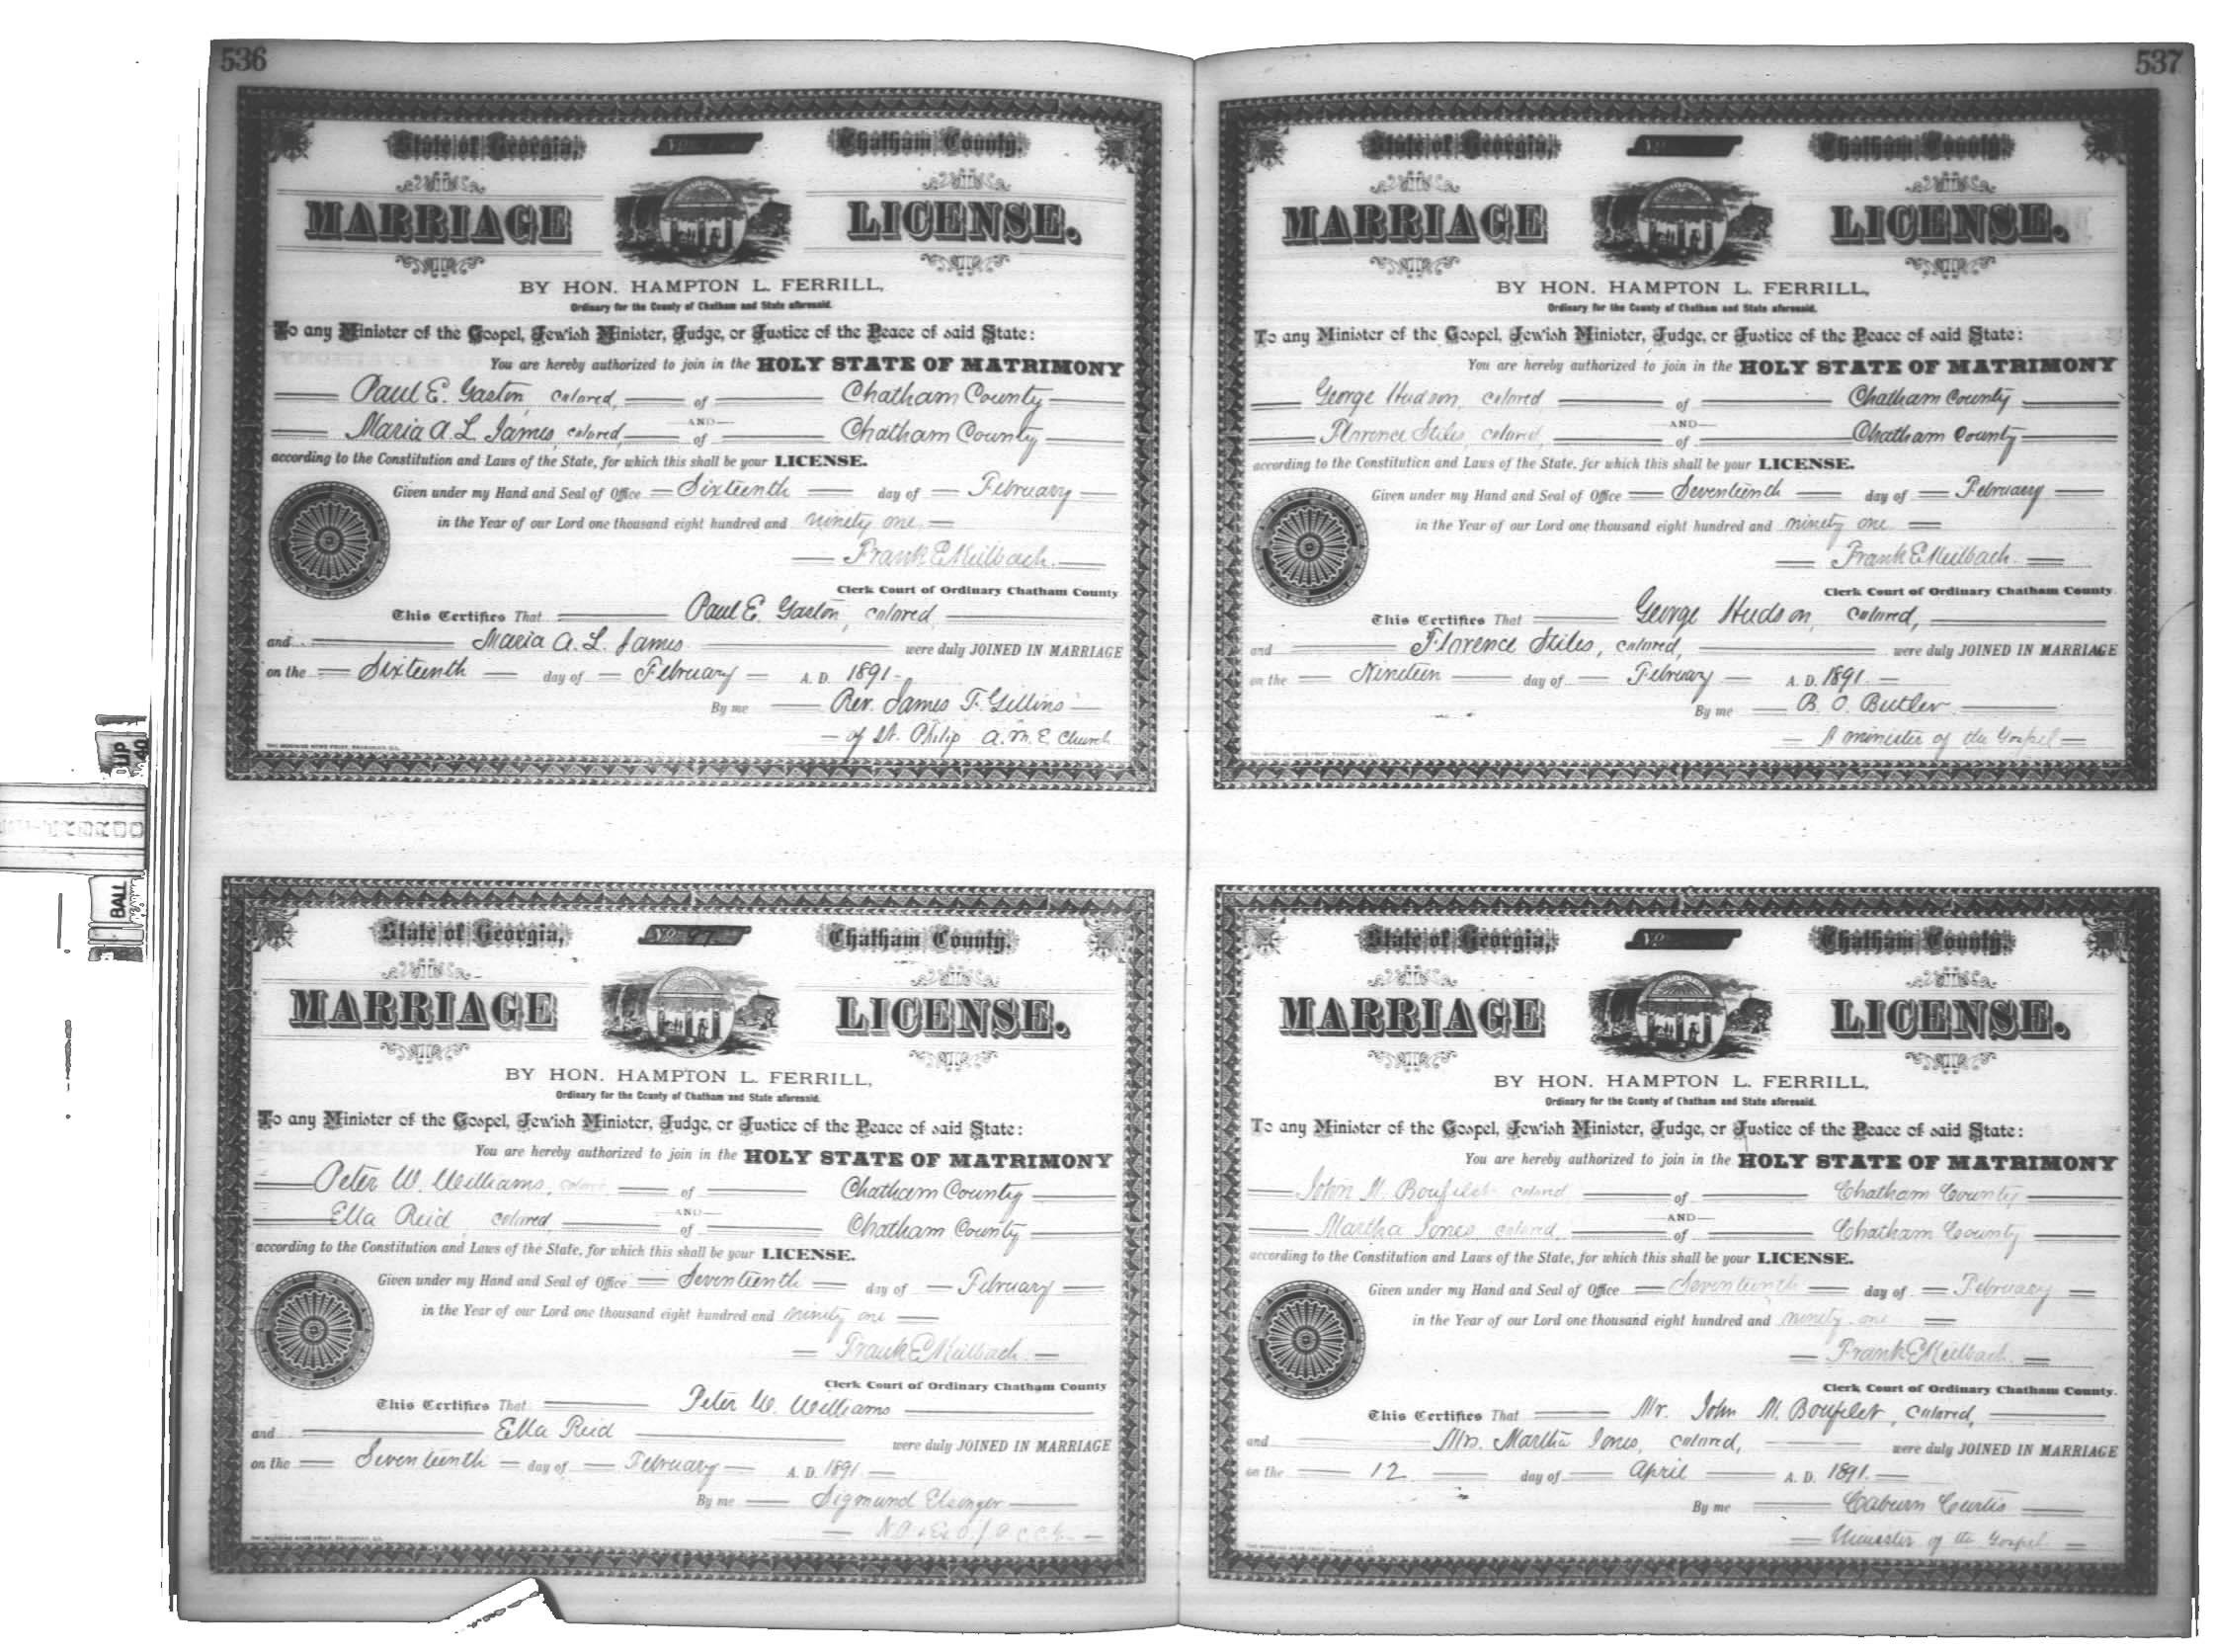 536
State of Georgia, No. Chatham County.
MARRIAGE LICENSE.
BY HON. HAMPTON L. FERRILL,
Ordinary for the County of Chatham and State aforesaid.
To any Minister of the Gospel, Jewish Minister, Judge, or Justice of the Peace of said State:
You are hereby authorized to join in the HOLY STATE OF MATRIMONY
Paul E. Gaston, colored, of Chatham County
AND
Maria A. L. James, colored, of Chatham County
according to the Constitution and Laws of the State, for which this shall be your LICENSE.
Given under my Hand and Seal of Office Sixteenth day of February
in the Year of our Lord one thousand eight hundred and ninety one
Frank E Keilbach.
Clerk Court of Ordinary Chatham County
This Certifies That Paul E. Gaston, colored
and Maria A. L. James were duly JOINED IN MARRIAGE
on the Sixteenth day of February A. D. 1891.
By me Rev. James T. Gillins
of St. Philip A. M. E. Church
State of Georgia, No. 97 Chatham County.
MARRIAGE LICENSE.
BY HON. HAMPTON L. FERRILL,
Ordinary for the County of Chatham and State aforesaid.
To any Minister of the Gospel, Jewish Minister, Judge, or Justice of the Peace of said State:
You are hereby authorized to join in the HOLY STATE OF MATRIMONY
Peter W. Williams, colored of Chatham County
AND
Ella Reid colored of Chatham County
according to the Constitution and Laws of the State, for which this shall be your LICENSE.
Given under my Hand and Seal of Office Seventeenth day of February
in the Year of our Lord one thousand eight hundred and ninety one
Frank E Keilbach.
Clerk Court of Ordinary Chatham County
This Certifies That Peter W. Williams
and Ella Reid were duly JOINED IN MARRIAGE
on the Seventeenth day of February A. D. 1891
By me Sigmund Elsinger
537
State of Georgia, No. Chatham County.
MARRIAGE LICENSE.
BY HON. HAMPTON L. FERRILL,
Ordinary for the County of Chatham and State aforesaid.
To any Minister of the Gospel, Jewish Minister, Judge, or Justice of the Peace of said State:
You are hereby authorized to join in the HOLY STATE OF MATRIMONY
George Hudson, colored of Chatham County
AND
Florence Stiles, colored, of Chatham County
according to the Constitution and Laws of the State, for which this shall be your LICENSE.
Given under my Hand and Seal of Office Seventeenth day of February
in the Year of our Lord one thousand eight hundred and ninety one
Frank E Keilbach.
Clerk Court of Ordinary Chatham County.
This Certifies That George Hudson, colored,
and Florence Stiles, colored, were duly JOINED IN MARRIAGE
on the Nineteen day of February A. D. 1891.
By me B. O. Butler
A minister of the Gospel
State of Georgia, No. Chatham County.
MARRIAGE LICENSE.
BY HON. HAMPTON L. FERRILL,
Ordinary for the County of Chatham and State aforesaid.
To any Minister of the Gospel, Jewish Minister, Judge, or Justice of the Peace of said State:
You are hereby authorized to join in the HOLY STATE OF MATRIMONY
John M. Boufilet colored of Chatham County
AND
Martha Jones, colored, of Chatham County
according to the Constitution and Laws of the State, for which this shall be your LICENSE.
Given under my Hand and Seal of Office Seventeenth day of February
in the Year of our Lord one thousand eight hundred and ninety one
Frank E Keilbach.
Clerk Court of Ordinary Chatham County.
This Certifies That Mr. John M. Boufilet, colored,
and Mrs. Martha Jones, colored, were duly JOINED IN MARRIAGE
on the 12 day of April A. D. 1891.
By me Caburn Curtis
Minister of the Gospel
BALL